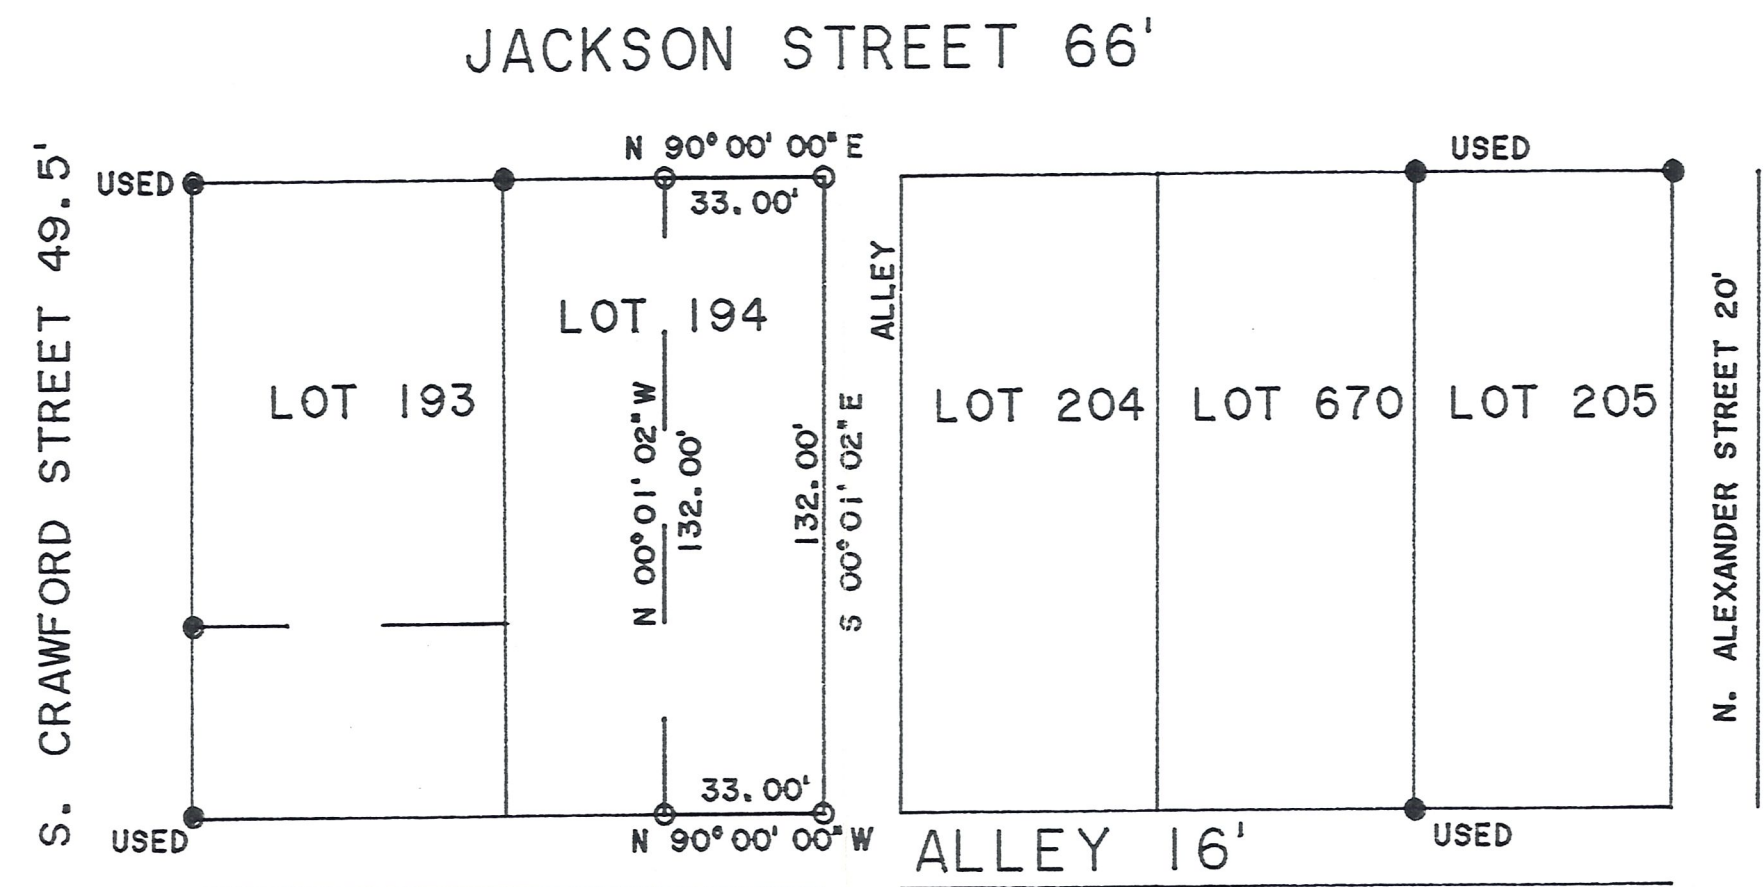 JACKSON STREET 66'
S. CRAWFORD STREET 49.5'
USED
N 90° 00' 00" E
33.00'
USED
ALLEY
LOT 194
LOT 193
N 00° 01' 02" W
132.00'
132.00'
S 00° 01' 02" E
LOT 204
LOT 670
LOT 205
N. ALEXANDER STREET 20'
33.00'
USED
N 90° 00' 00" W
ALLEY 16'
USED